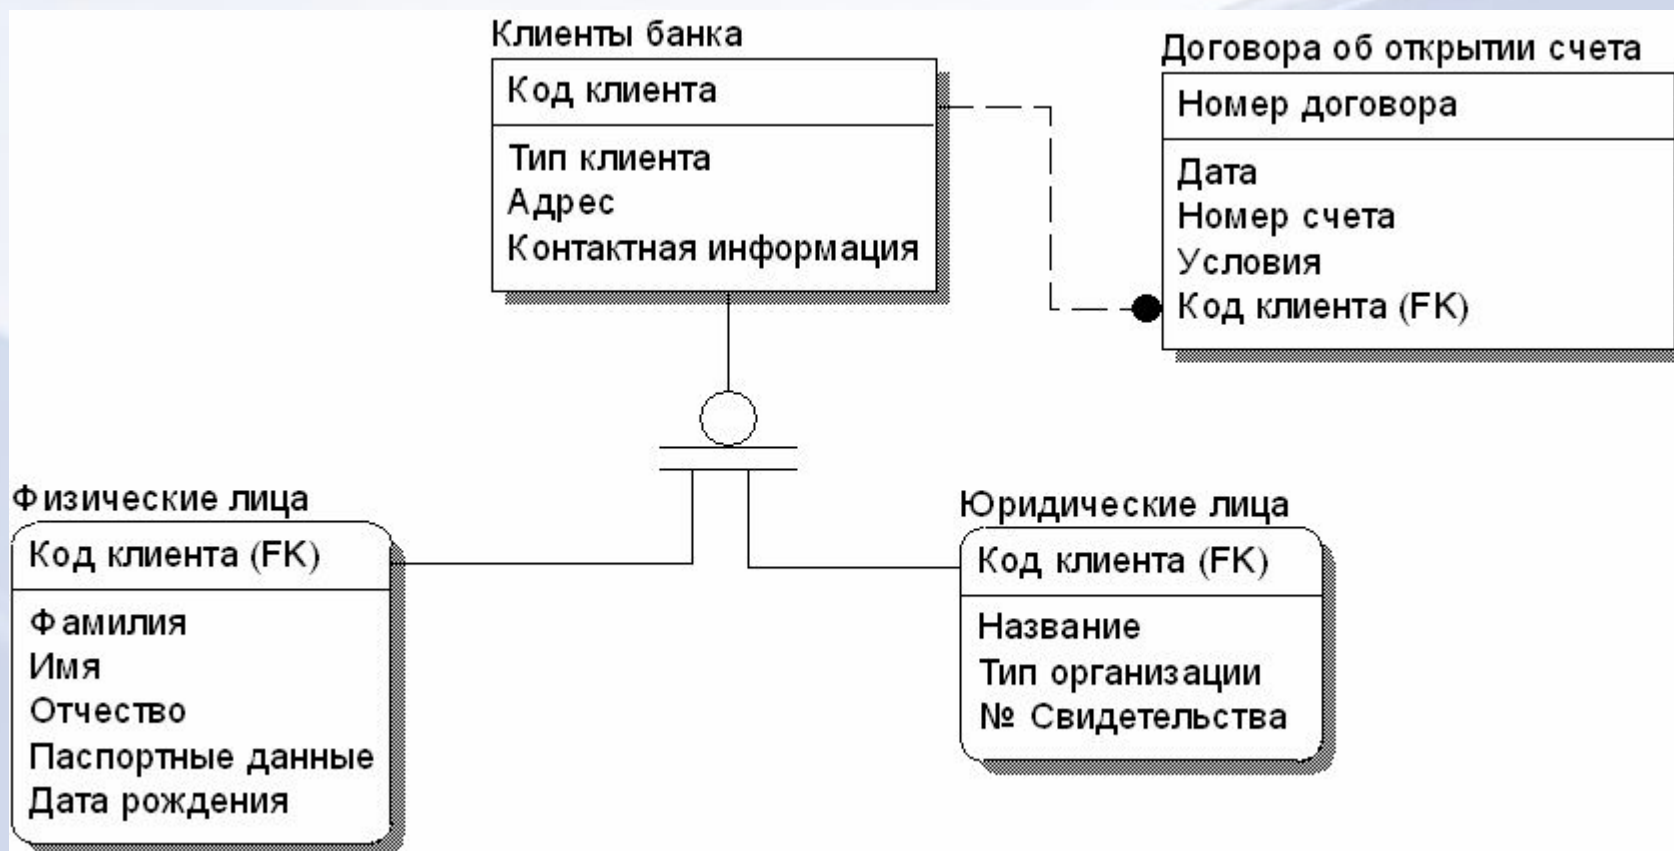 Клиенты банка
Код клиента
Тип клиента
Адрес
Контактная информация
Договора об открытии счета
Номер договора
Дата
Номер счета
Условия
Код клиента (FK)
Физические лица
Код клиента (FK)
Фамилия
Имя
Отчество
Паспортные данные
Дата рождения
Юридические лица
Код клиента (FK)
Название
Тип организации
№ Свидетельства